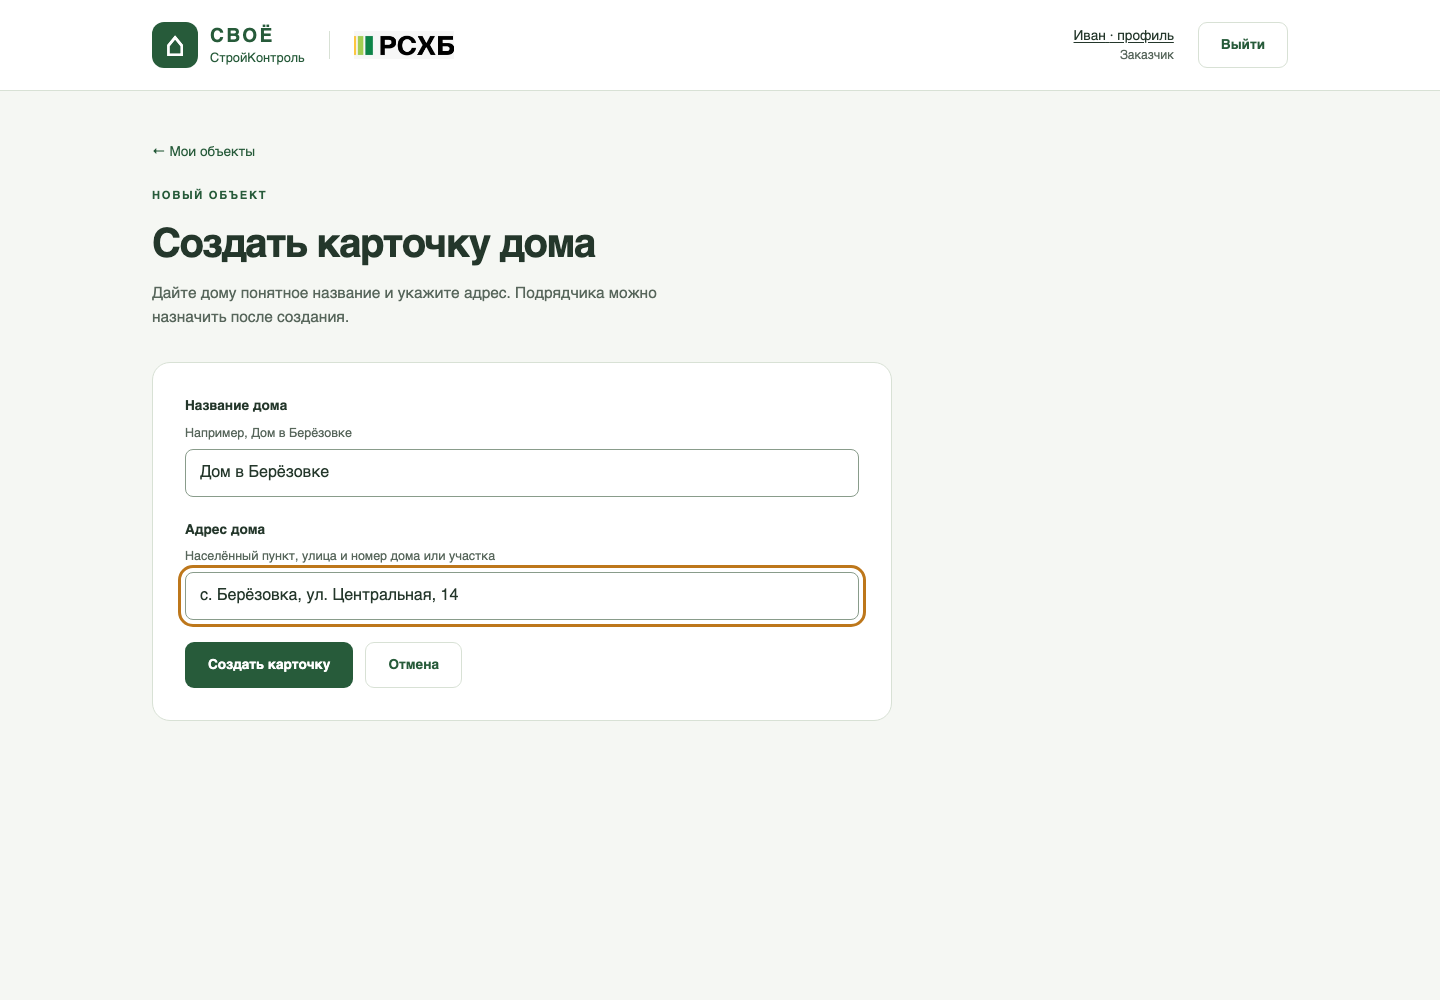 СВОЁ
СтройКонтроль
РСХБ
Иван · профиль
Заказчик
Выйти
← Мои объекты
НОВЫЙ ОБЪЕКТ
Создать карточку дома
Дайте дому понятное название и укажите адрес. Подрядчика можно
назначить после создания.
Название дома
Например, Дом в Берёзовке
Дом в Берёзовке
Адрес дома
Населённый пункт, улица и номер дома или участка
с. Берёзовка, ул. Центральная, 14
Создать карточку
Отмена